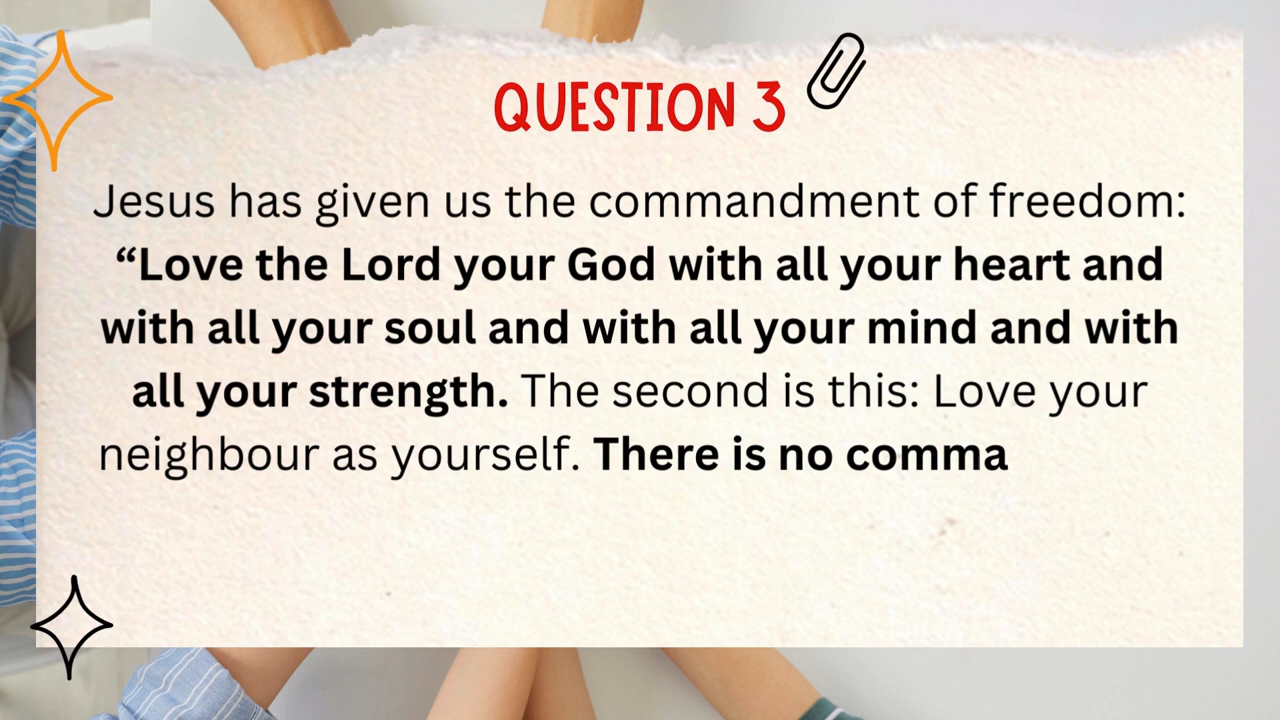 QUESTION 3
Jesus has given us the commandment of freedom:
“Love the Lord your God with all your heart and
with all your soul and with all your mind and with
all your strength. The second is this: Love your
neighbour as yourself. There is no comma